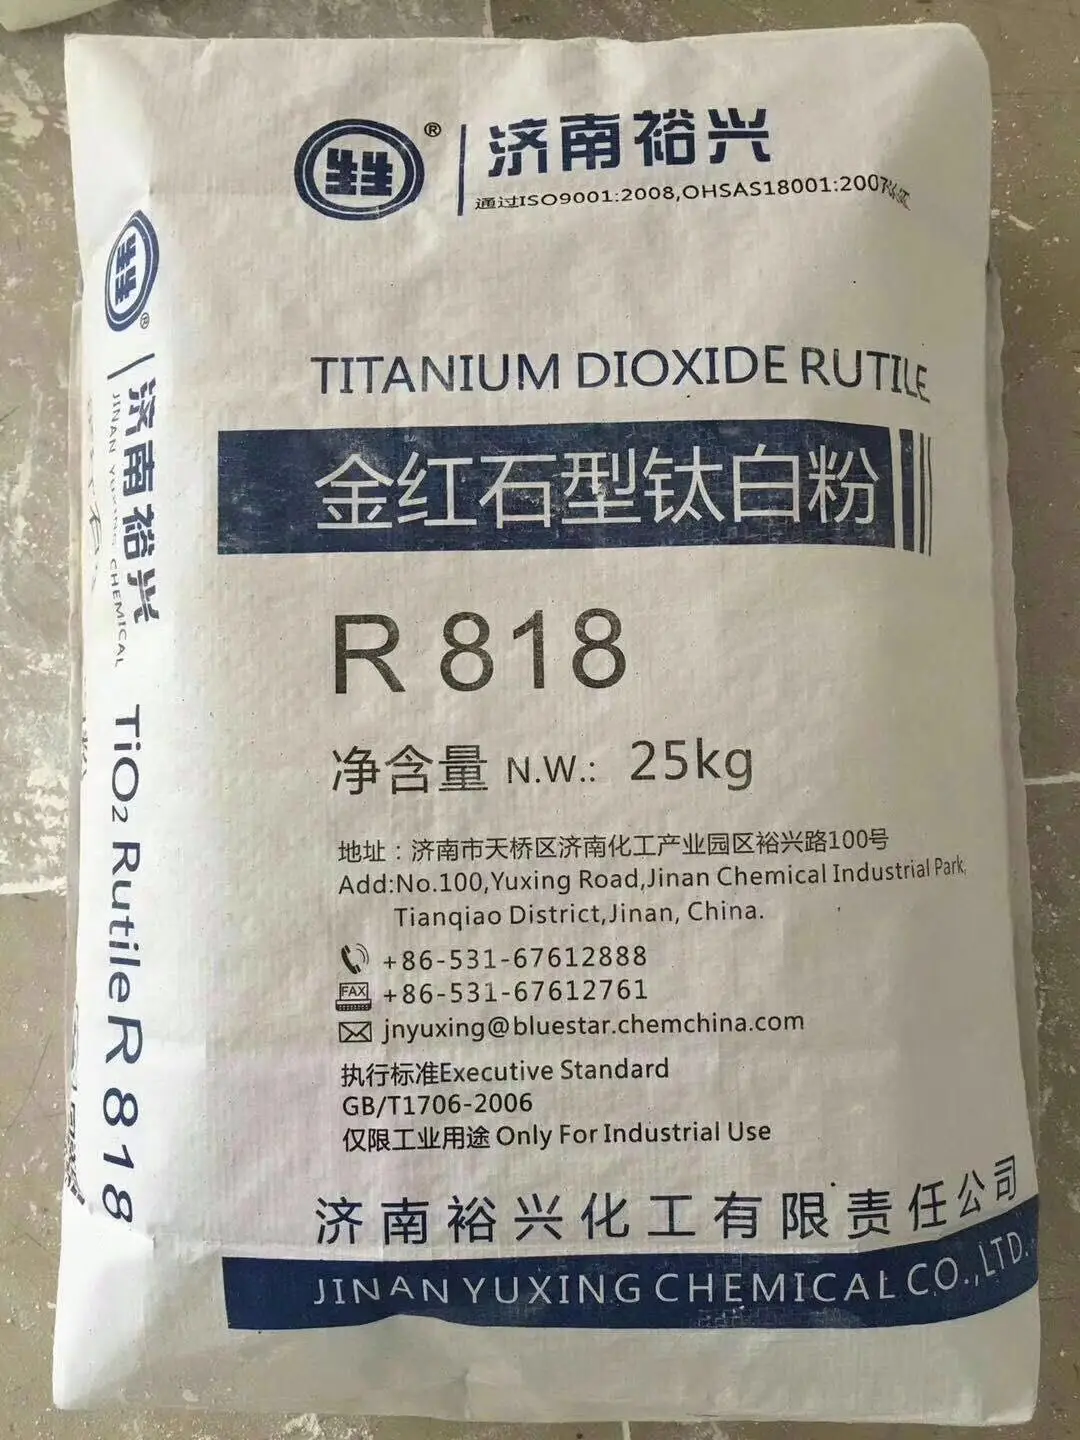 ®
济南裕兴
通过ISO9001:2008,OHSAS18001:2007认证
TITANIUM DIOXIDE RUTILE
金红石型钛白粉
R 818
净含量 N.W.: 25kg
地址：济南市天桥区济南化工产业园区裕兴路100号
Add:No.100,Yuxing Road,Jinan Chemical Industrial Park,
Tianqiao District,Jinan, China.
+86-531-67612888
FAX +86-531-67612761
jnyuxing@bluestar.chemchina.com
执行标准Executive Standard
GB/T1706-2006
仅限工业用途 Only For Industrial Use
济南裕兴化工有限责任公司
JINAN YUXING CHEMICAL CO.,LTD.
®
济南裕兴
JINAN YUXING CHEMICAL
TiO2 Rutile R 818